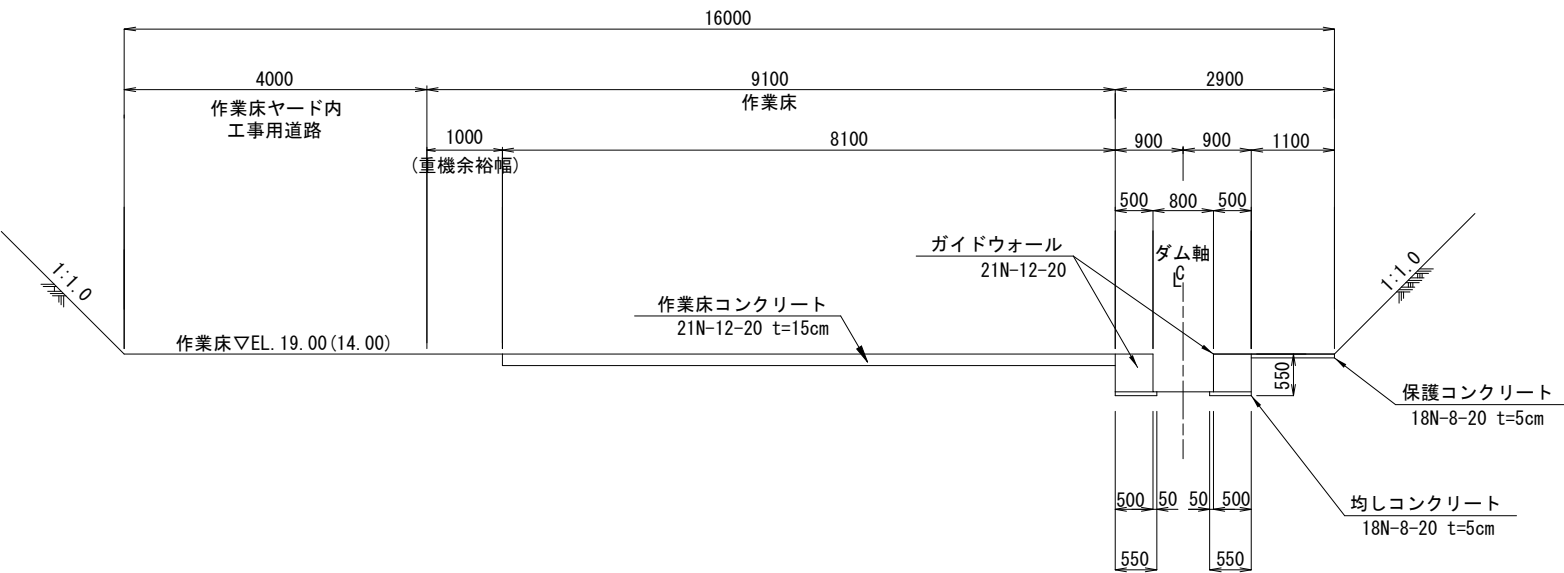 16000
4000
9100
2900
作業床ヤード内
工事用道路
作業床
1000
8100
900
900
1100
(重機余裕幅)
500
800
500
ガイドウォール
21N-12-20
ダム軸
CL
1:1.0
1:1.0
作業床コンクリート
21N-12-20 t=15cm
作業床▽EL.19.00(14.00)
550
保護コンクリート
18N-8-20 t=5cm
500
50
50
500
均しコンクリート
18N-8-20 t=5cm
550
550